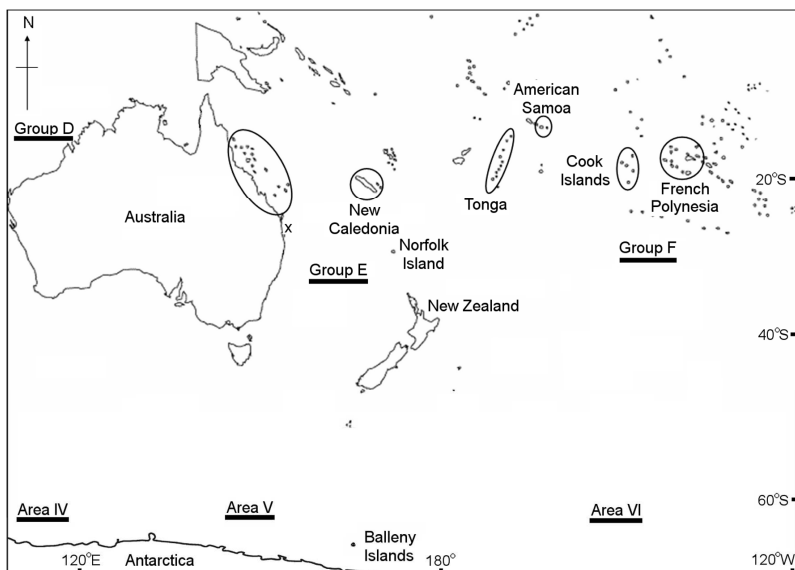 N
American
Samoa
Group D
Cook
Islands
20°S
French
Polynesia
Tonga
Australia
New
Caledonia
x
Norfolk
Island
Group F
Group E
New Zealand
40°S
60°S
Area IV
Area V
Area VI
Balleny
Islands
120°E
Antarctica
180°
120°W